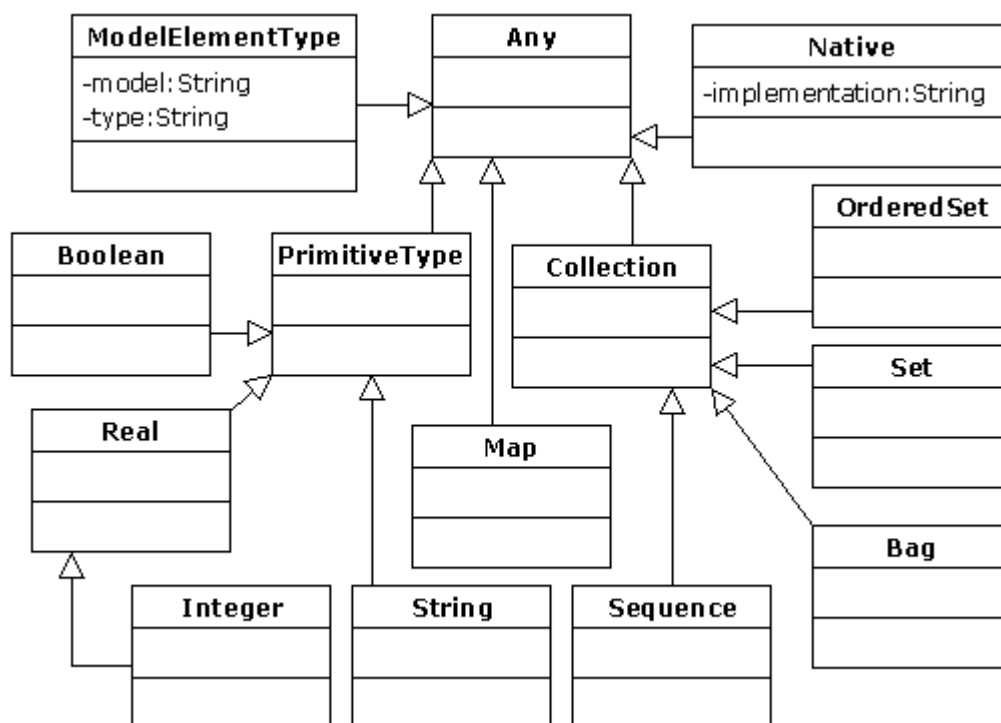 ModelElementType
-model:String
-type:String
Any
Native
-implementation:String
OrderedSet
Boolean
PrimitiveType
Collection
Set
Real
Map
Bag
Integer
String
Sequence